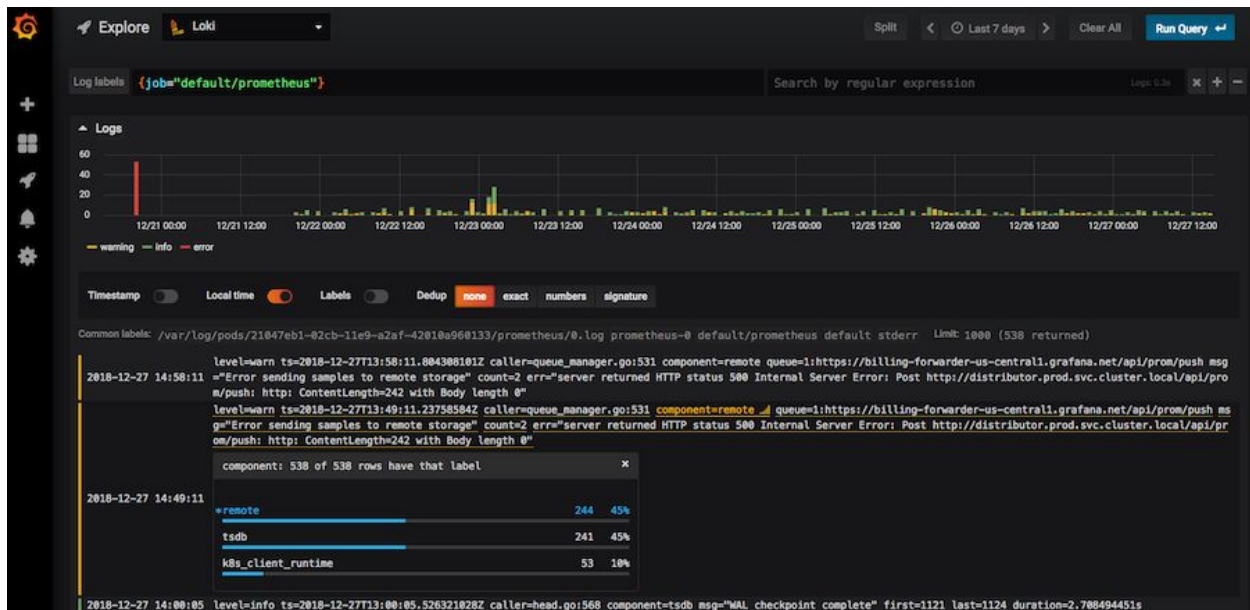 Explore Loki Split Last 7 days Clear All Run Query
Log labels {job="default/prometheus"} Search by regular expression Logs: 0.3s
Logs
60
40
20
0
12/21 00:00 12/21 12:00 12/22 00:00 12/22 12:00 12/23 00:00 12/23 12:00 12/24 00:00 12/24 12:00 12/25 00:00 12/25 12:00 12/26 00:00 12/26 12:00 12/27 00:00 12/27 12:00
warning info error
Timestamp Local time Labels Dedup none exact numbers signature
Common labels: /var/log/pods/21047eb1-02cb-11e9-a2af-42010a960133/prometheus/0.log prometheus-0 default/prometheus default stderr Limit: 1000 (538 returned)
level=warn ts=2018-12-27T13:58:11.804308101Z caller=queue_manager.go:531 component=remote queue=1:https://billing-forwarder-us-central1.grafana.net/api/prom/push msg
2018-12-27 14:58:11 ="Error sending samples to remote storage" count=2 err="server returned HTTP status 500 Internal Server Error: Post http://distributor.prod.svc.cluster.local/api/pro
m/push: http: ContentLength=242 with Body length 0"
level=warn ts=2018-12-27T13:49:11.23758584Z caller=queue_manager.go:531 component=remote queue=1:https://billing-forwarder-us-central1.grafana.net/api/prom/push ms
g="Error sending samples to remote storage" count=2 err="server returned HTTP status 500 Internal Server Error: Post http://distributor.prod.svc.cluster.local/api/pr
om/push: http: ContentLength=242 with Body length 0"
component: 538 of 538 rows have that label
2018-12-27 14:49:11
*remote 244 45%
tsdb 241 45%
k8s_client_runtime 53 10%
2018-12-27 14:00:05 level=info ts=2018-12-27T13:00:05.526321028Z caller=head.go:568 component=tsdb msg="WAL checkpoint complete" first=1121 last=1124 duration=2.708494451s